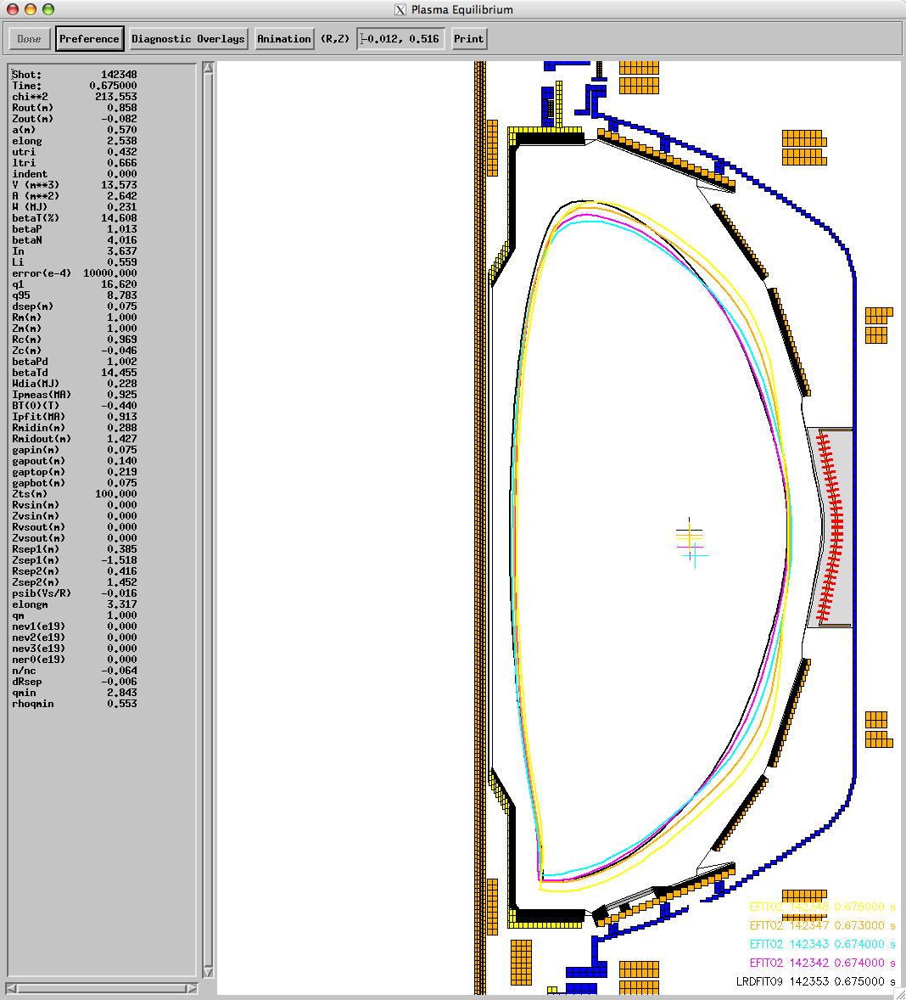 Plasma Equilibrium
Done Preference Diagnostic Overlays Animation (R,Z) -0.012, 0.516 Print
Shot: 142348
Time: 0.675000
chi**2 213.553
Rout(m) 0.858
Zout(m) -0.082
a(m) 0.570
elong 2.538
utri 0.432
ltri 0.666
indent 0.000
V (m**3) 13.573
A (m**2) 2.642
W (MJ) 0.231
betaT(%) 14.608
betaP 1.013
betaN 4.016
In 3.637
Li 0.559
error(e-4) 10000.000
q1 16.620
q95 8.783
dsep(m) 0.075
Rm(m) 1.000
Zm(m) 1.000
Rc(m) 0.969
Zc(m) -0.046
betaPd 1.002
betaTd 14.455
Wdia(MJ) 0.228
Ipmeas(MA) 0.925
BT(0)(T) -0.440
Ipfit(MA) 0.913
Rmidin(m) 0.288
Rmidout(m) 1.427
gapin(m) 0.075
gapout(m) 0.140
gaptop(m) 0.219
gapbot(m) 0.075
Zts(m) 100.000
Rvsin(m) 0.000
Zvsin(m) 0.000
Rvsout(m) 0.000
Zvsout(m) 0.000
Rsep1(m) 0.385
Zsep1(m) -1.518
Rsep2(m) 0.416
Zsep2(m) 1.452
psib(Vs/R) -0.016
elongm 3.317
qm 1.000
nev1(e19) 0.000
nev2(e19) 0.000
nev3(e19) 0.000
ner0(e19) 0.000
n/nc -0.064
dRsep -0.006
qmin 2.843
rhoqmin 0.553
EFIT02 142348 0.675000 s
EFIT02 142347 0.673000 s
EFIT02 142343 0.674000 s
EFIT02 142342 0.674000 s
LRDFIT09 142353 0.675000 s